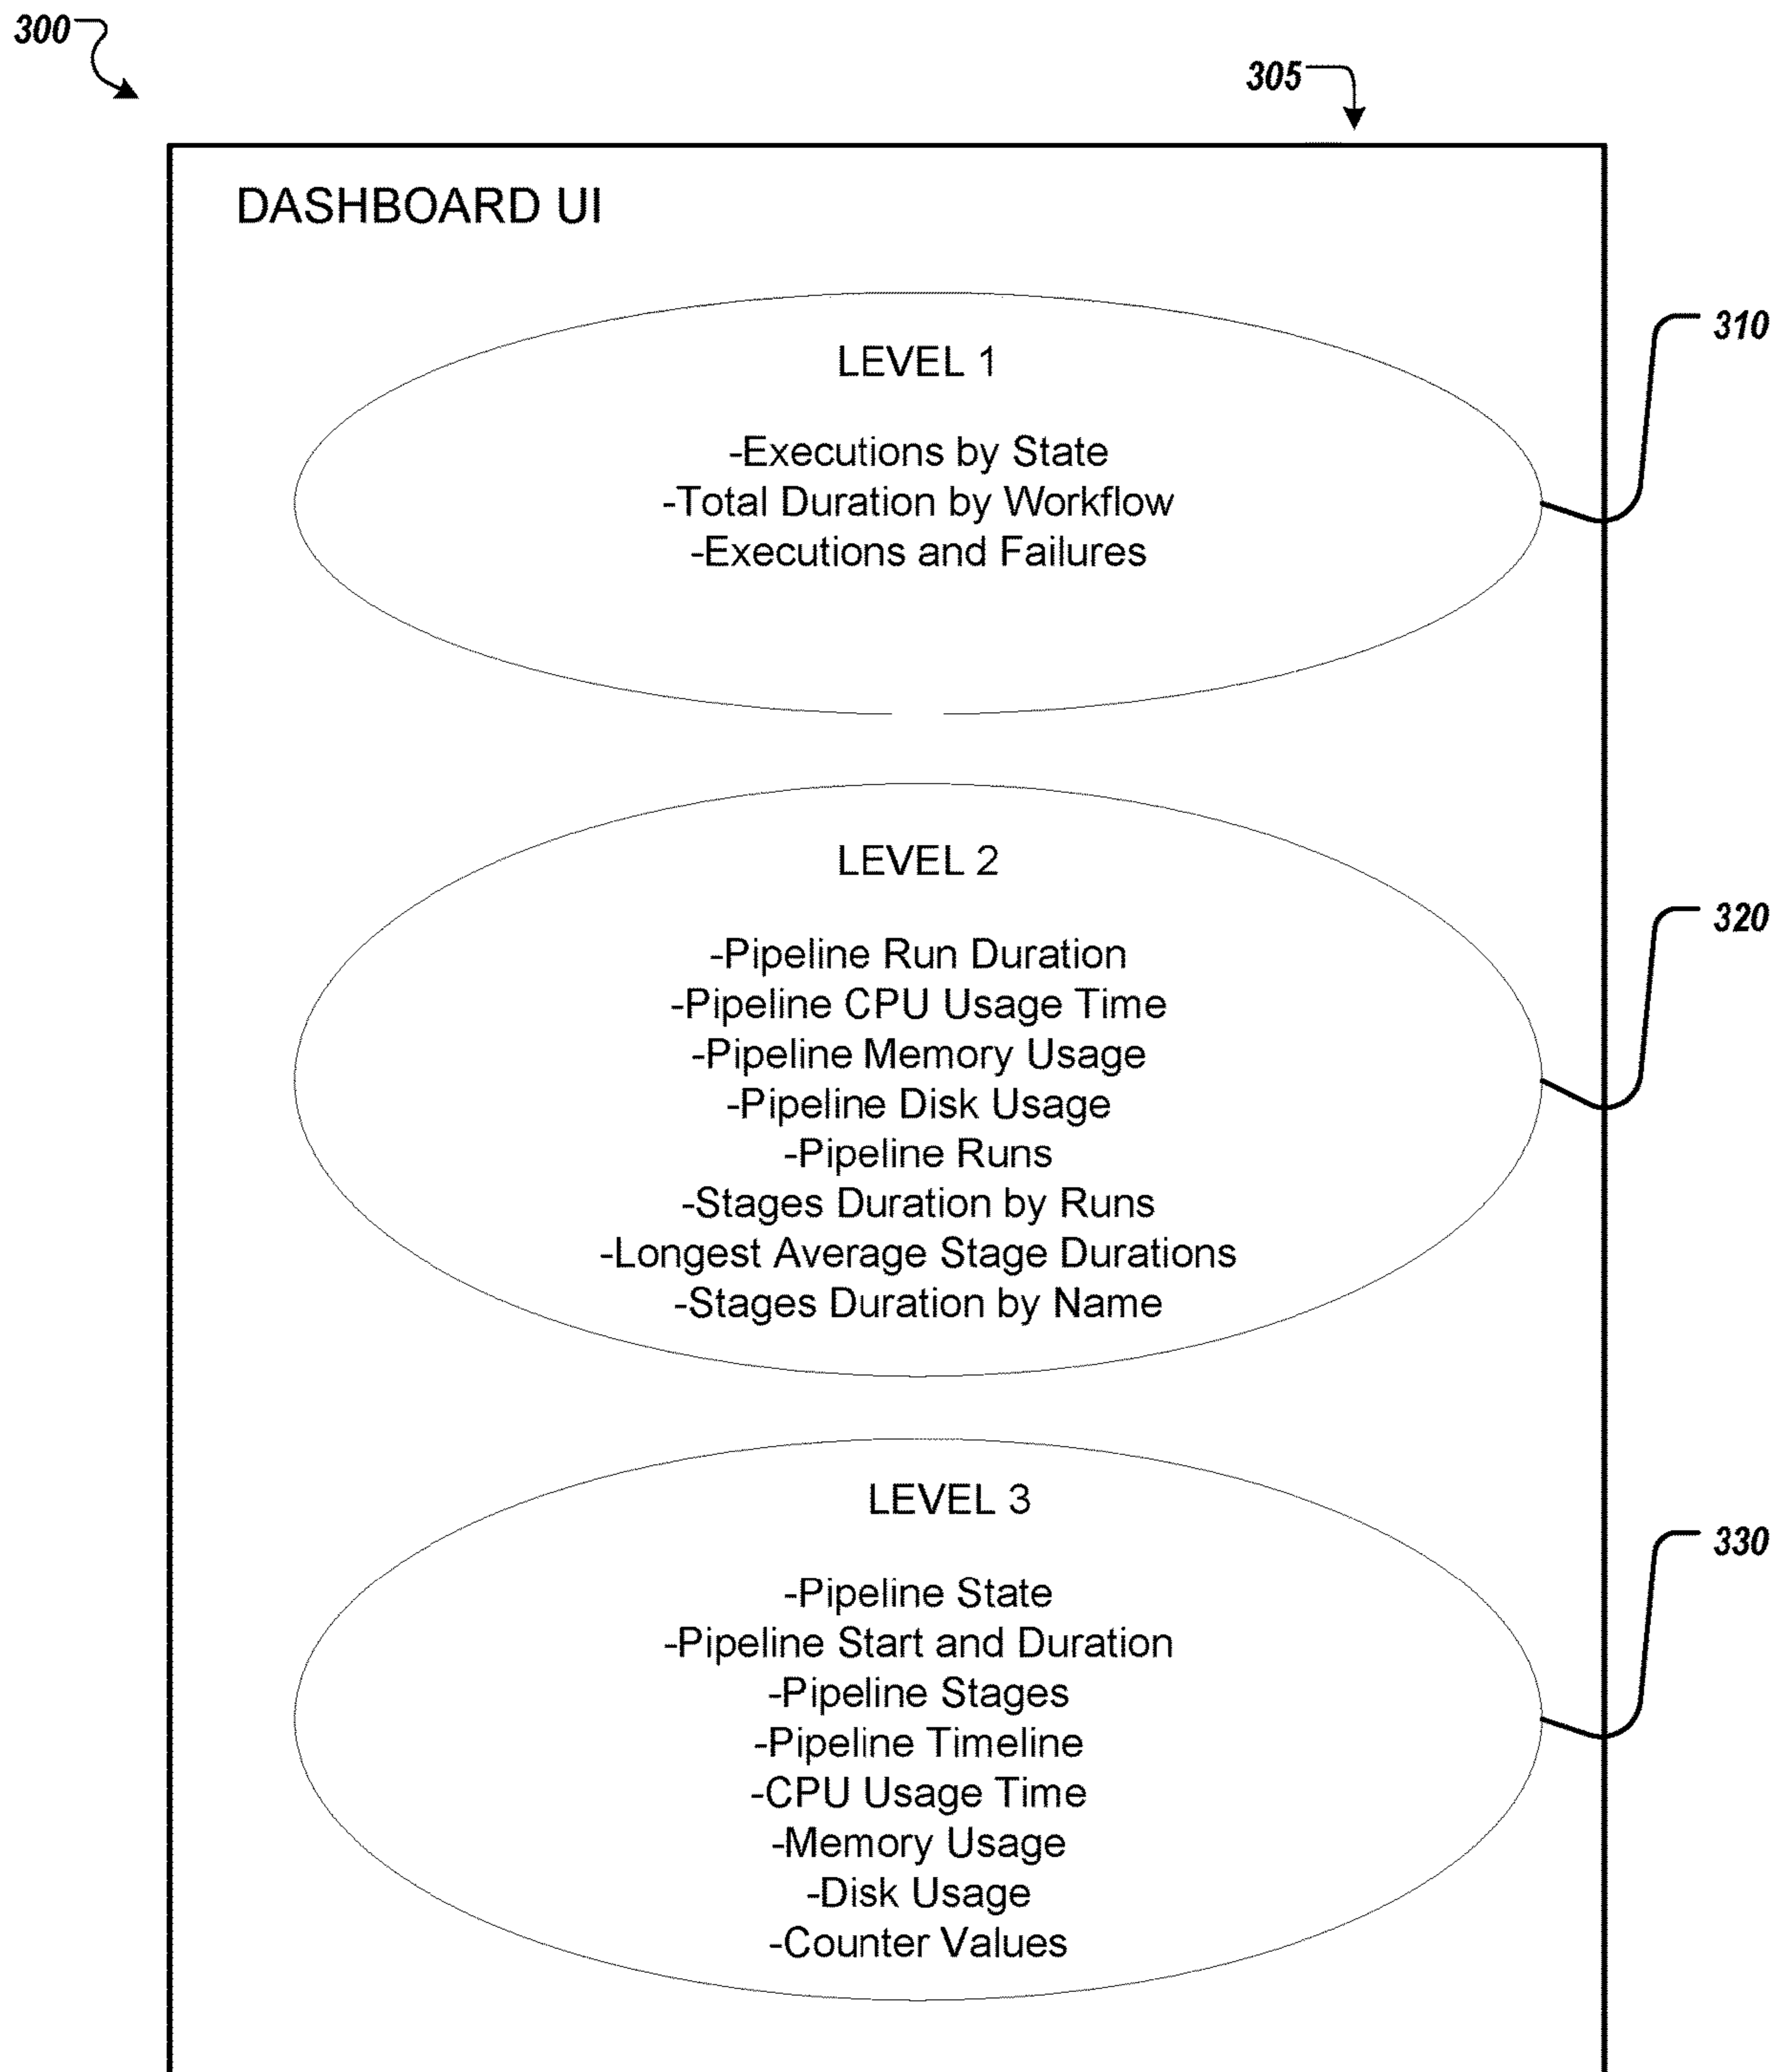 300
305
DASHBOARD UI
310
LEVEL 1
-Executions by State
-Total Duration by Workflow
-Executions and Failures
LEVEL 2
320
-Pipeline Run Duration
-Pipeline CPU Usage Time
-Pipeline Memory Usage
-Pipeline Disk Usage
-Pipeline Runs
-Stages Duration by Runs
-Longest Average Stage Durations
-Stages Duration by Name
LEVEL 3
330
-Pipeline State
-Pipeline Start and Duration
-Pipeline Stages
-Pipeline Timeline
-CPU Usage Time
-Memory Usage
-Disk Usage
-Counter Values